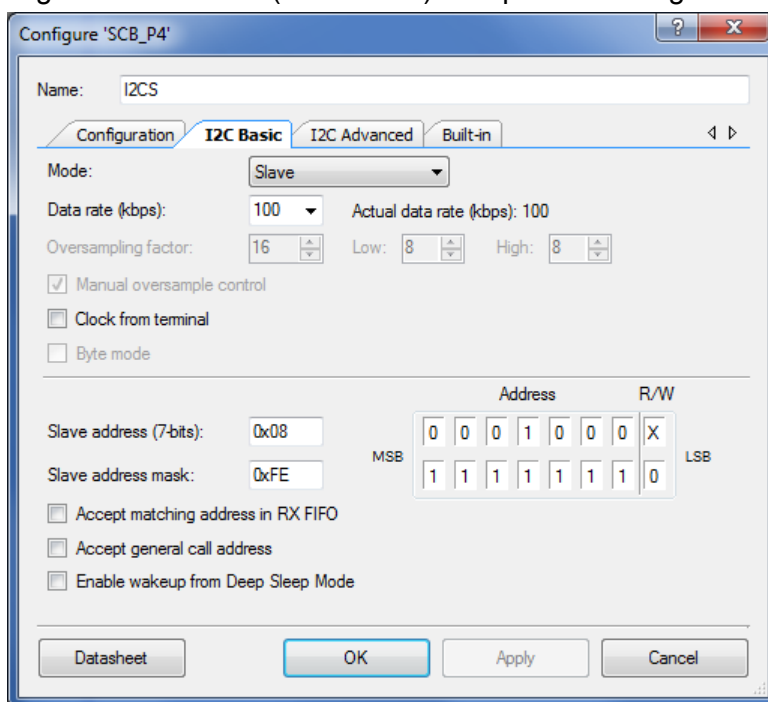 Configure 'SCB_P4'
Name: I2CS
Configuration I2C Basic I2C Advanced Built-in
Mode: Slave
Data rate (kbps): 100 Actual data rate (kbps): 100
Oversampling factor: 16 Low: 8 High: 8
Manual oversample control
Clock from terminal
Byte mode
Address R/W
Slave address (7-bits): 0x08 0 0 0 1 0 0 0 X
MSB LSB
Slave address mask: 0xFE 1 1 1 1 1 1 1 0
Accept matching address in RX FIFO
Accept general call address
Enable wakeup from Deep Sleep Mode
Datasheet OK Apply Cancel